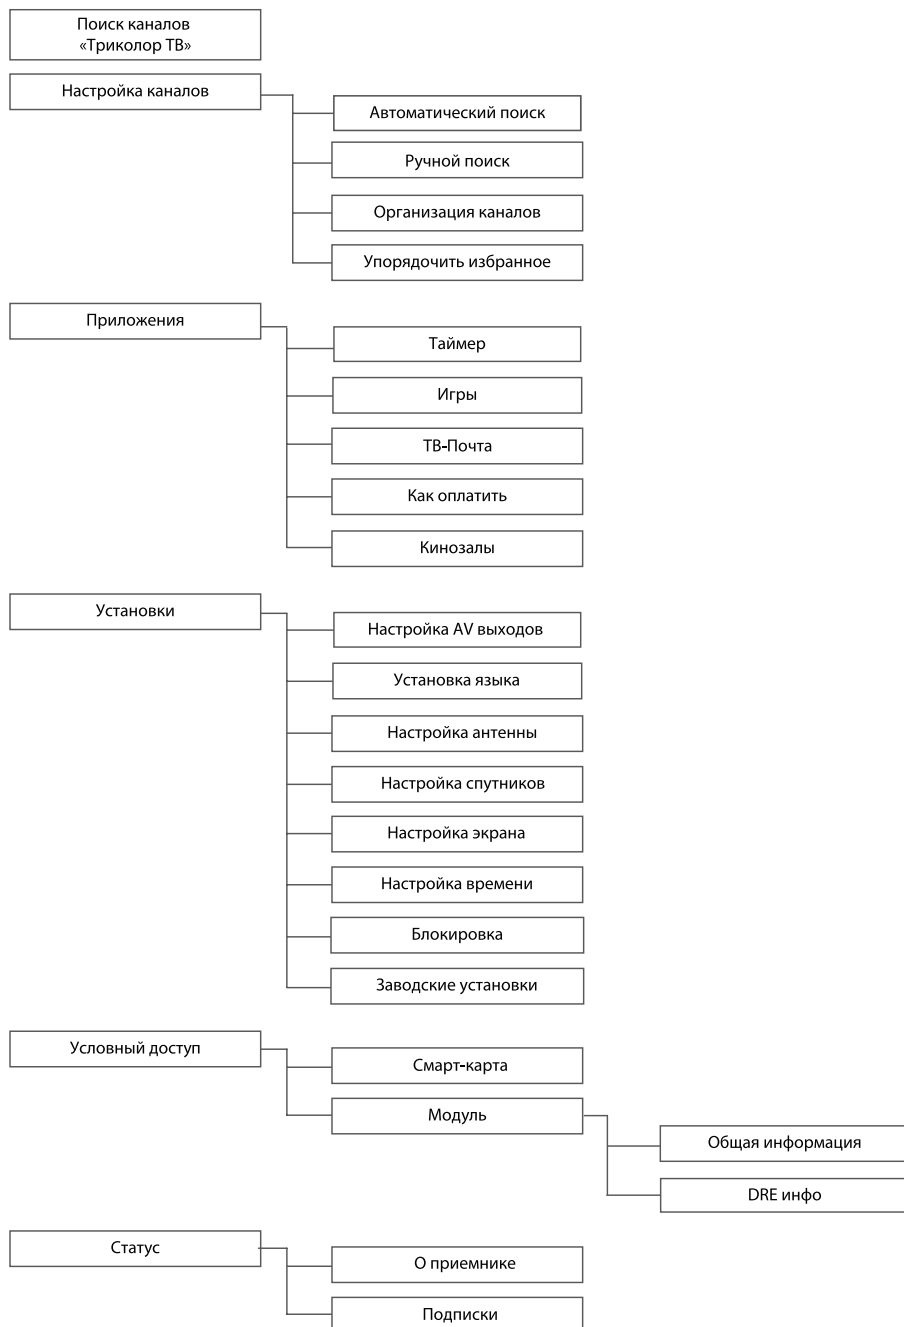 Поиск каналов
«Триколор ТВ»
Настройка каналов
Автоматический поиск
Ручной поиск
Организация каналов
Упорядочить избранное
Приложения
Таймер
Игры
ТВ-Почта
Как оплатить
Кинозалы
Установки
Настройка AV выходов
Установка языка
Настройка антенны
Настройка спутников
Настройка экрана
Настройка времени
Блокировка
Заводские установки
Условный доступ
Смарт-карта
Модуль
Общая информация
DRE инфо
Статус
О приемнике
Подписки